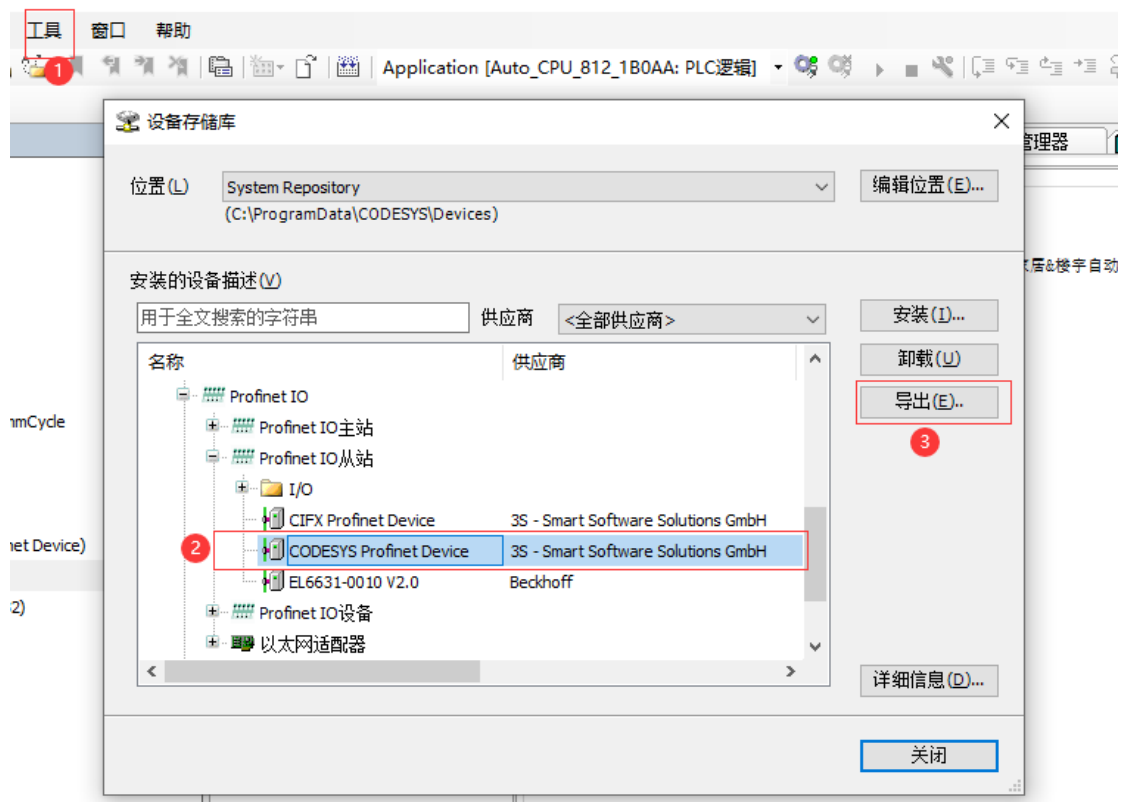 工具 窗口 帮助
1
Application [Auto_CPU_812_1B0AA: PLC逻辑]
设备存储库
管理器
位置(L) System Repository 编辑位置(E)...
(C:\ProgramData\CODESYS\Devices)
居&楼宇自动
安装的设备描述(V)
用于全文搜索的字符串 供应商 <全部供应商> 安装(I)...
名称 供应商 卸载(U)
Profinet IO 导出(E)..
Profinet IO主站
3
nmCycle
Profinet IO从站
I/O
CIFX Profinet Device 3S - Smart Software Solutions GmbH
net Device) 2 CODESYS Profinet Device 3S - Smart Software Solutions GmbH
EL6631-0010 V2.0 Beckhoff
2) Profinet IO设备
以太网适配器
详细信息(D)...
关闭